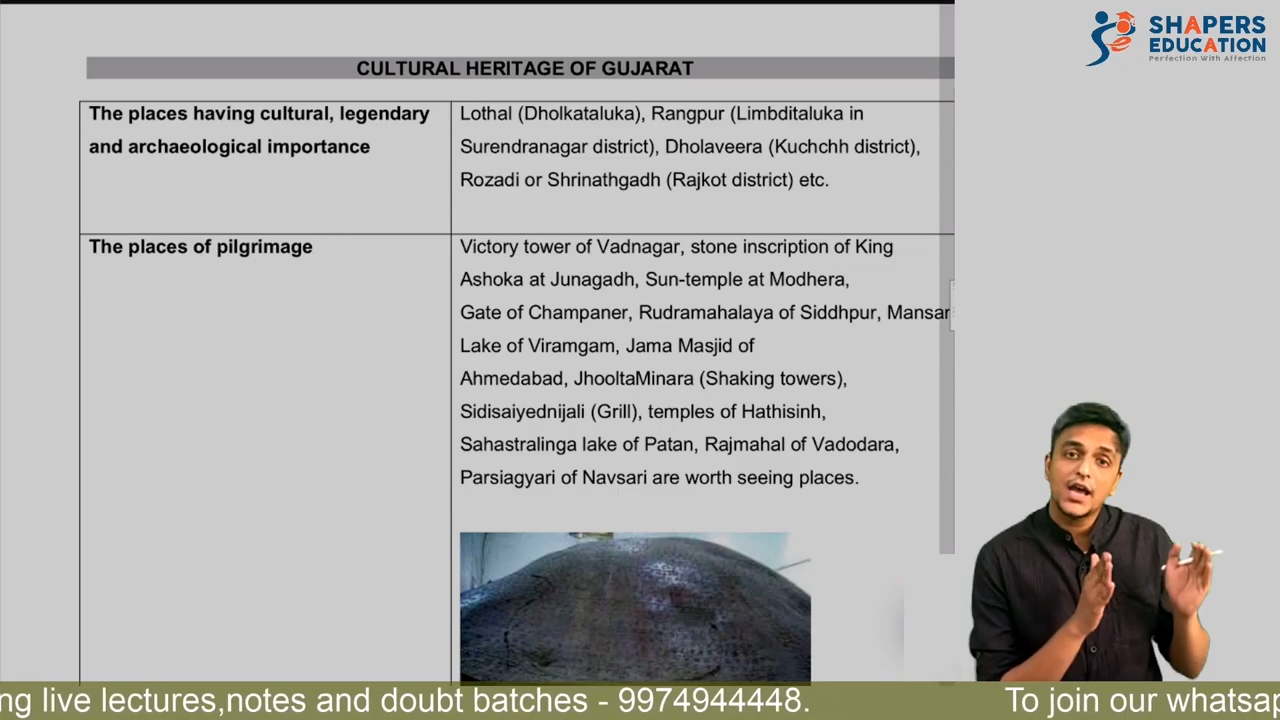 SHAPERS
EDUCATION
Perfection With Affection
CULTURAL HERITAGE OF GUJARAT
The places having cultural, legendary
and archaeological importance
Lothal (Dholkataluka), Rangpur (Limbditaluka in
Surendranagar district), Dholaveera (Kuchchh district),
Rozadi or Shrinathgadh (Rajkot district) etc.
The places of pilgrimage
Victory tower of Vadnagar, stone inscription of King
Ashoka at Junagadh, Sun-temple at Modhera,
Gate of Champaner, Rudramahalaya of Siddhpur, Mansar
Lake of Viramgam, Jama Masjid of
Ahmedabad, JhooltaMinara (Shaking towers),
Sidisaiyednijali (Grill), temples of Hathisinh,
Sahastralinga lake of Patan, Rajmahal of Vadodara,
Parsiagyari of Navsari are worth seeing places.
ng live lectures,notes and doubt batches - 9974944448. To join our whatsap